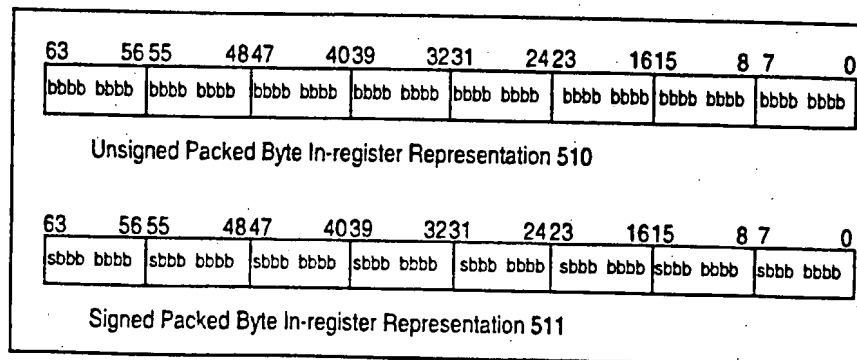 63 56 55 48 47 40 39 32 31 24 23 16 15 8 7 0
bbbb bbbb bbbb bbbb bbbb bbbb bbbb bbbb bbbb bbbb bbbb bbbb bbbb bbbb bbbb bbbb
Unsigned Packed Byte In-register Representation 510
63 56 55 48 47 40 39 32 31 24 23 16 15 8 7 0
sbbb bbbb sbbb bbbb sbbb bbbb sbbb bbbb sbbb bbbb sbbb bbbb sbbb bbbb sbbb bbbb
Signed Packed Byte In-register Representation 511